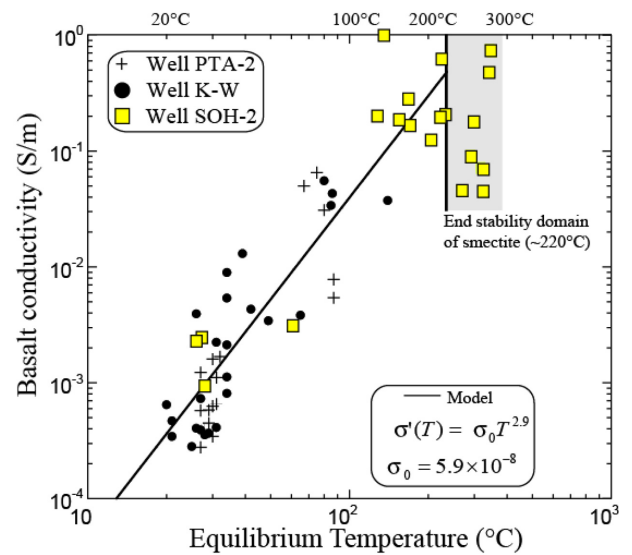 20°C 100°C 200°C 300°C
10⁰
Well PTA-2
Well K-W
Well SOH-2
10⁻¹
End stability domain
of smectite (~220°C)
10⁻²
Basalt conductivity (S/m)
10⁻³
Model
σ'(T) = σ₀T²·⁹
σ₀ = 5.9×10⁻⁸
10⁻⁴
10 10² 10³
Equilibrium Temperature (°C)